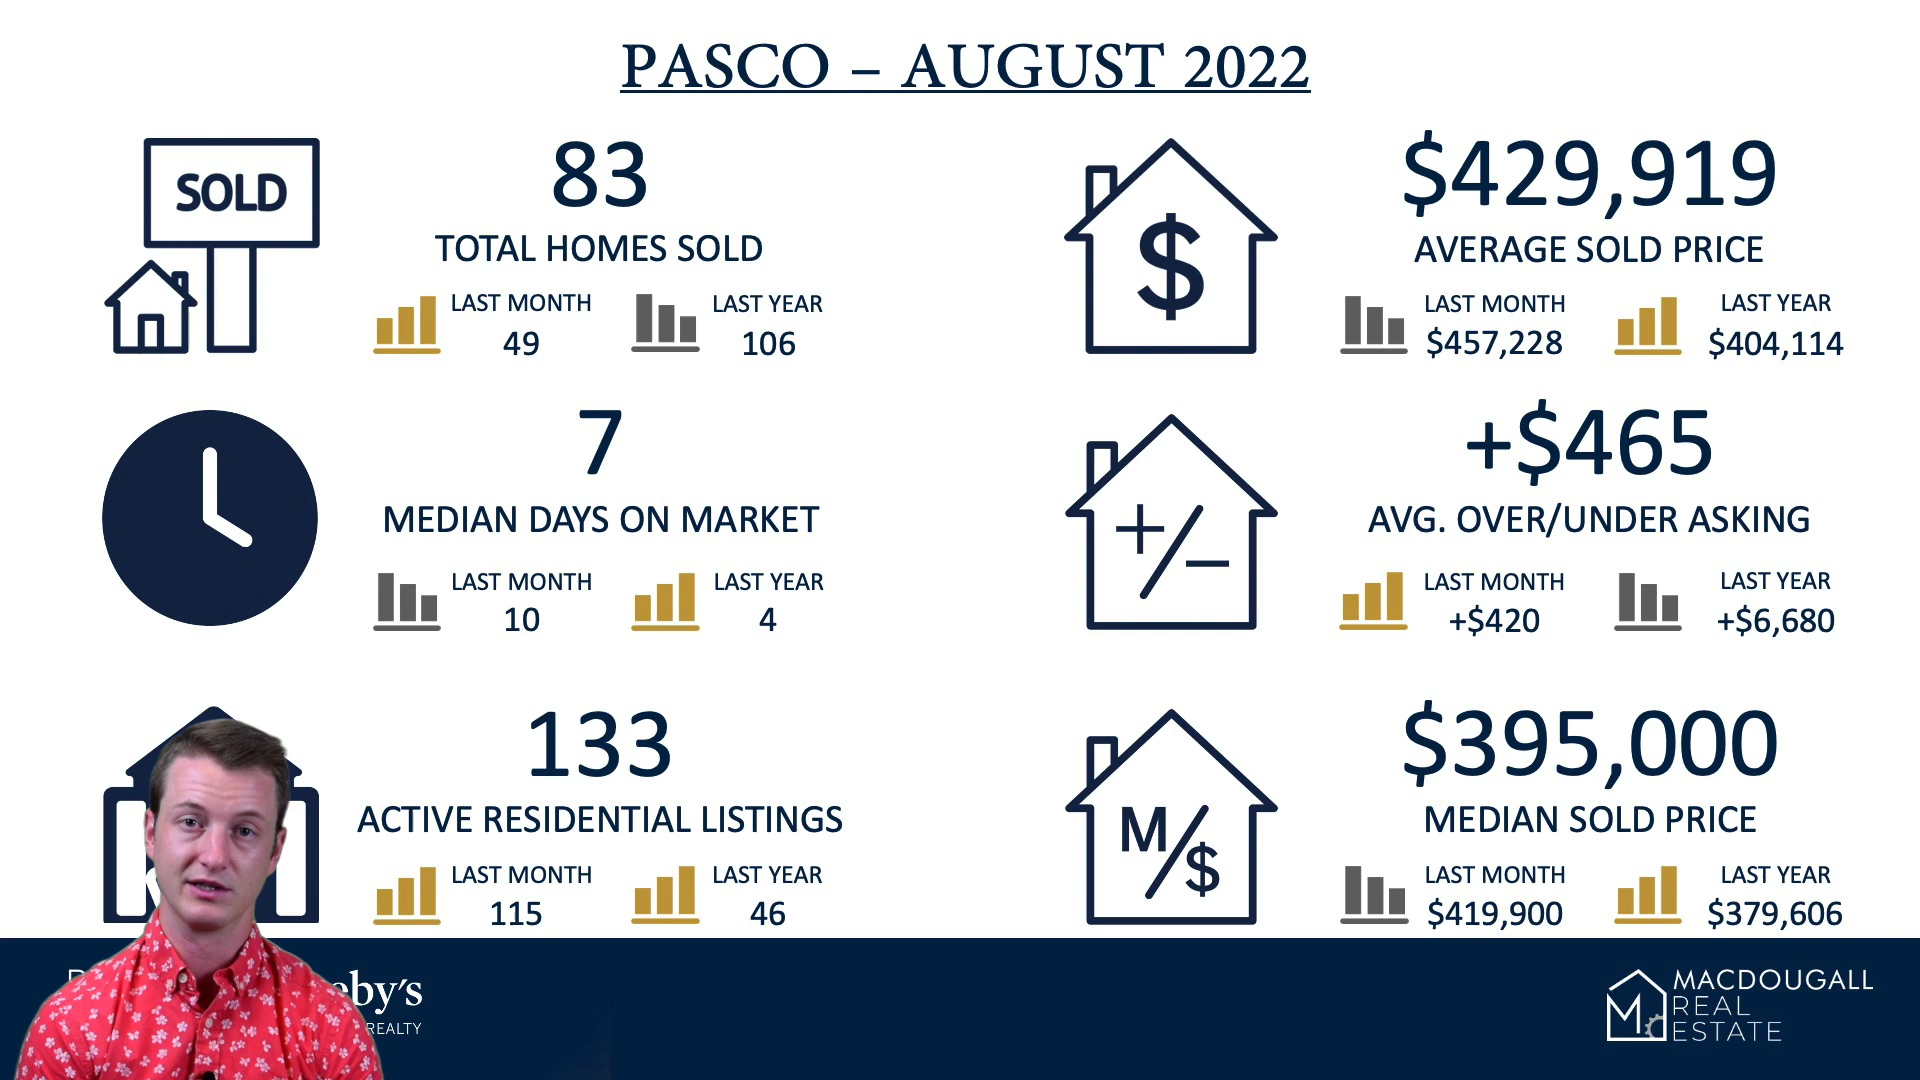 PASCO – AUGUST 2022
SOLD
83
TOTAL HOMES SOLD
LAST MONTH
49
LAST YEAR
106
$
$429,919
AVERAGE SOLD PRICE
LAST MONTH
$457,228
LAST YEAR
$404,114
7
MEDIAN DAYS ON MARKET
LAST MONTH
10
LAST YEAR
4
+/−
+$465
AVG. OVER/UNDER ASKING
LAST MONTH
+$420
LAST YEAR
+$6,680
133
ACTIVE RESIDENTIAL LISTINGS
LAST MONTH
115
LAST YEAR
46
M/$
$395,000
MEDIAN SOLD PRICE
LAST MONTH
$419,900
LAST YEAR
$379,606
eby's
REALTY
MACDOUGALL
REAL
ESTATE